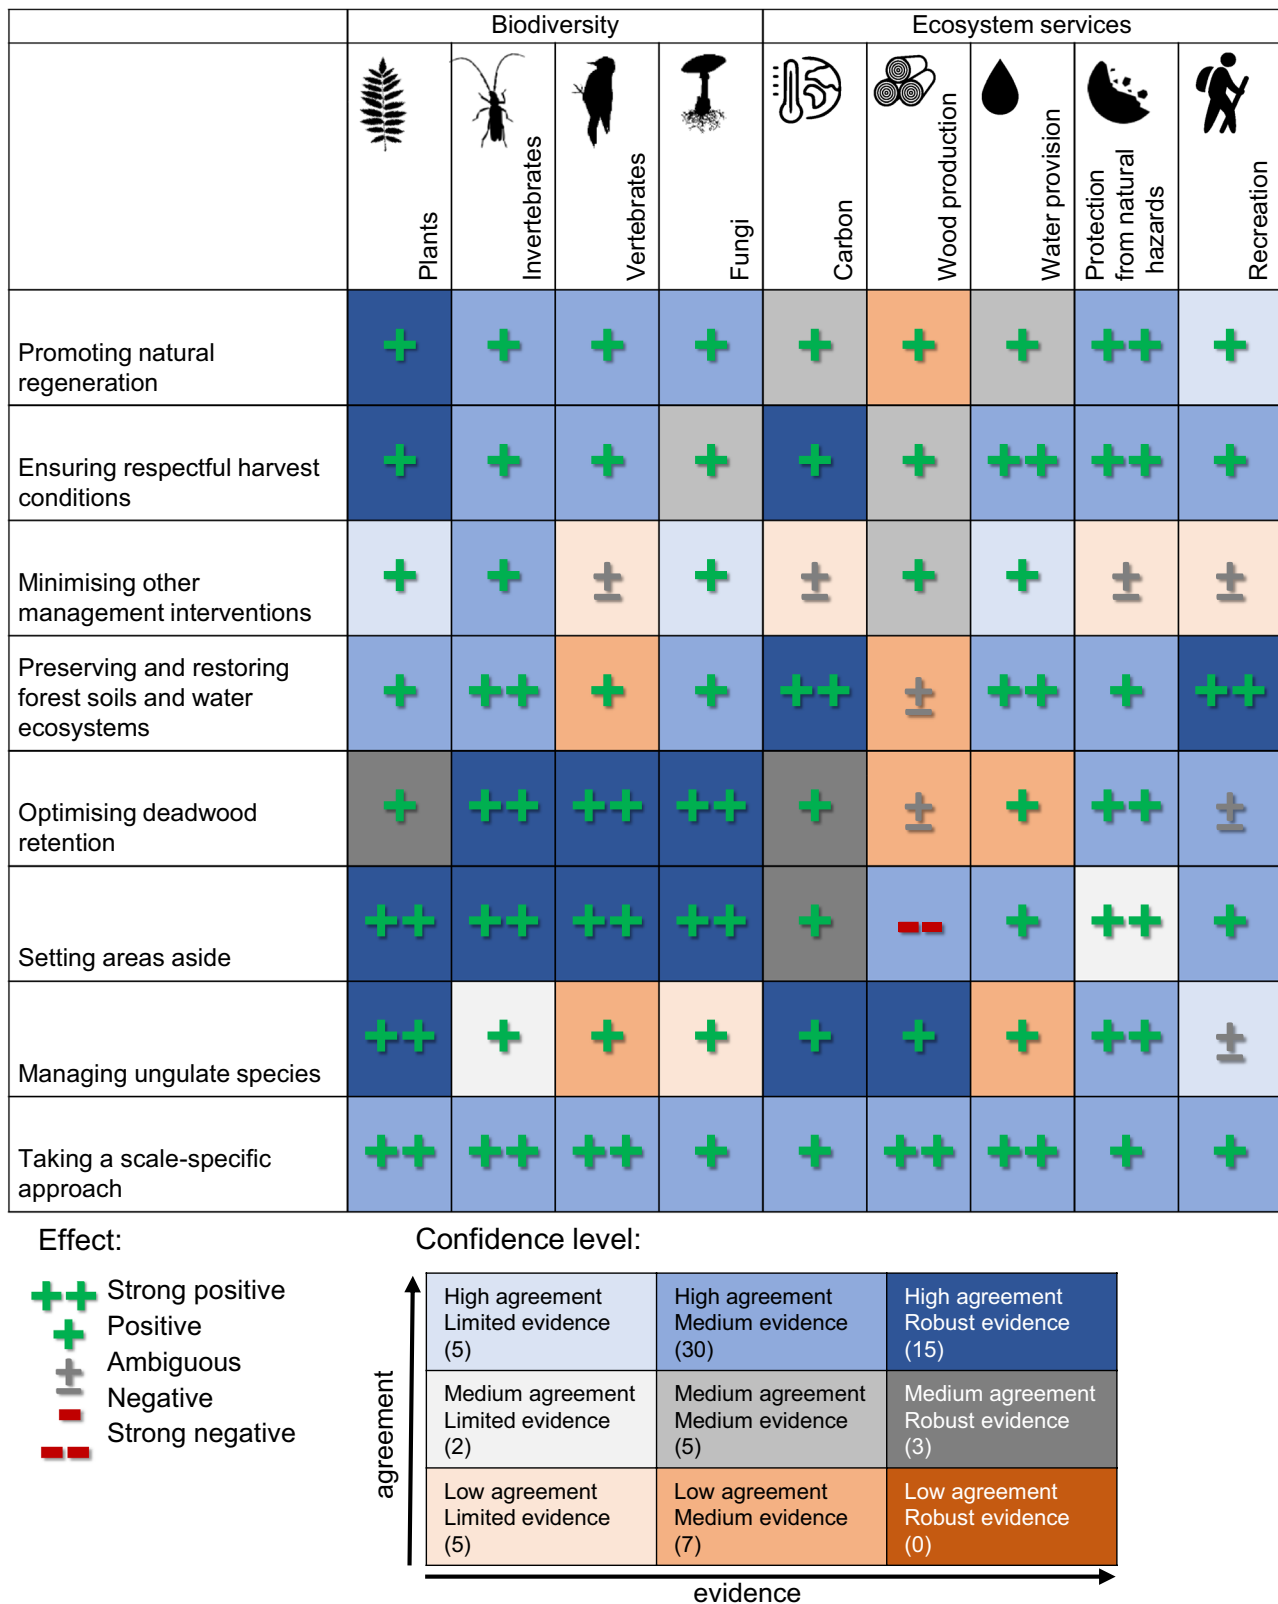 Biodiversity
Ecosystem services
Plants
Invertebrates
Vertebrates
Fungi
Carbon
Wood production
Water provision
Protection
from natural
hazards
Recreation
Promoting natural
regeneration
Ensuring respectful harvest
conditions
Minimising other
management interventions
Preserving and restoring
forest soils and water
ecosystems
Optimising deadwood
retention
Setting areas aside
Managing ungulate species
Taking a scale-specific
approach
Effect:
Strong positive
Positive
Ambiguous
Negative
Strong negative
Confidence level:
agreement
High agreement
Limited evidence
(5)
High agreement
Medium evidence
(30)
High agreement
Robust evidence
(15)
Medium agreement
Limited evidence
(2)
Medium agreement
Medium evidence
(5)
Medium agreement
Robust evidence
(3)
Low agreement
Limited evidence
(5)
Low agreement
Medium evidence
(7)
Low agreement
Robust evidence
(0)
evidence